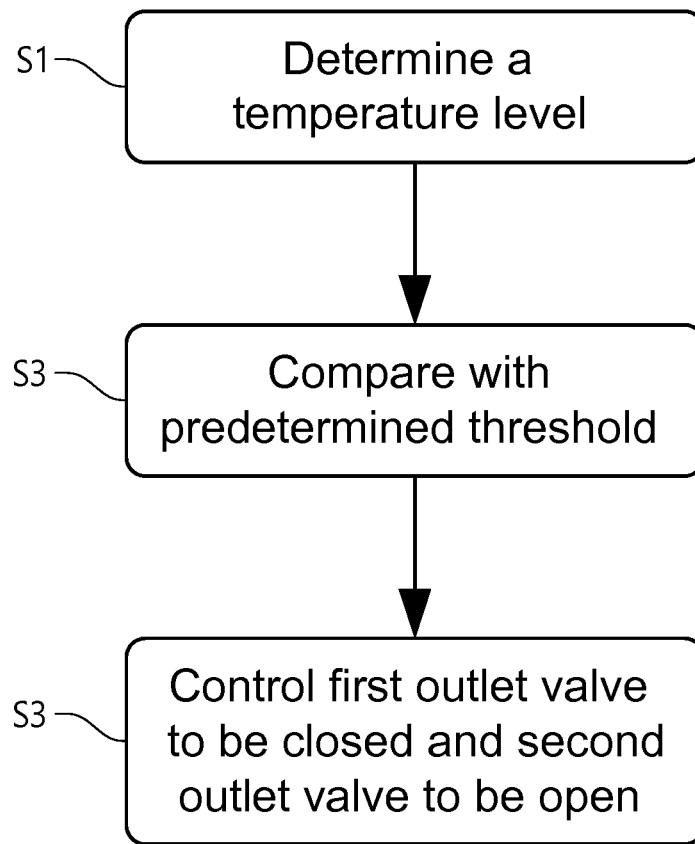 S1
Determine a
temperature level
S3
Compare with
predetermined threshold
S3
Control first outlet valve
to be closed and second
outlet valve to be open